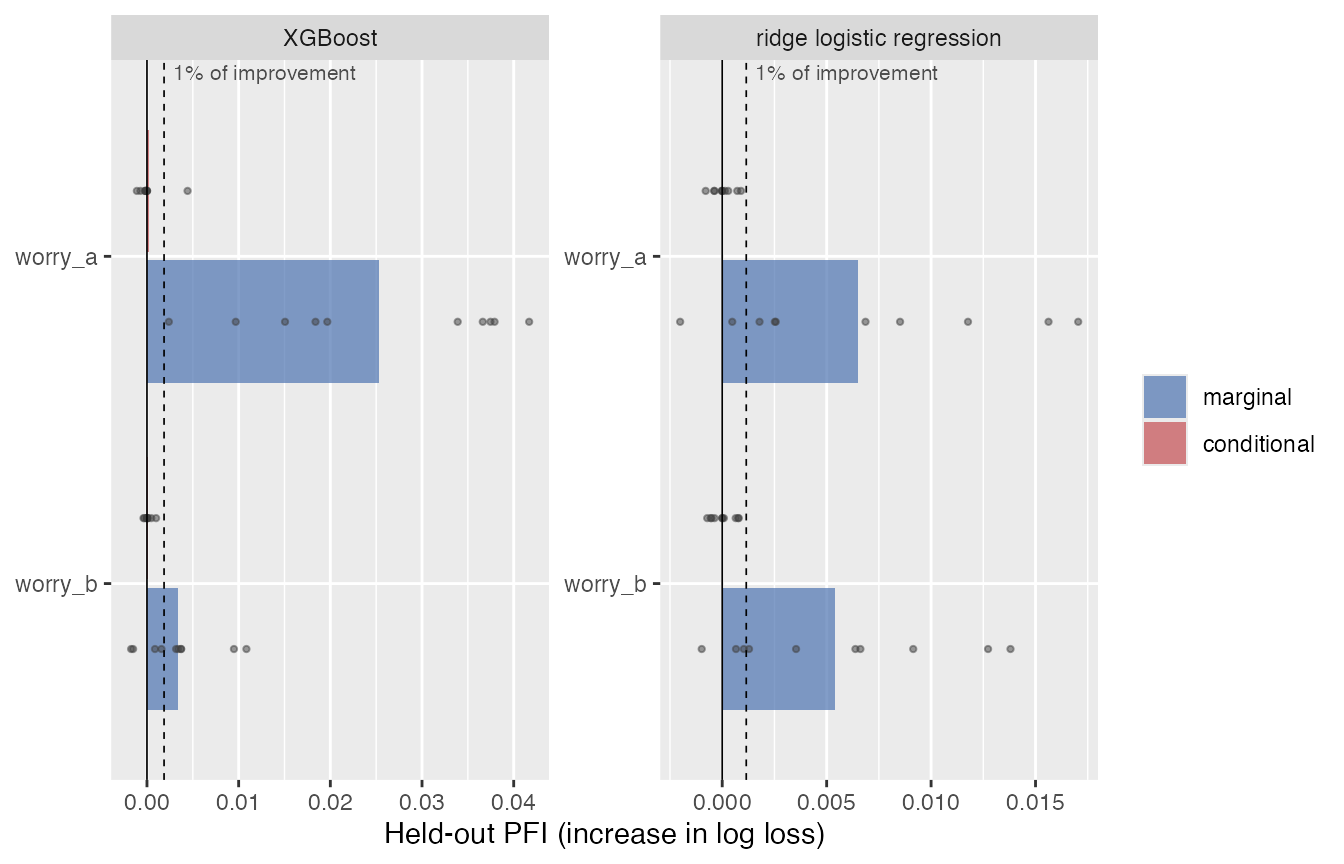 XGBoost
ridge logistic regression
1% of improvement
1% of improvement
worry_a
worry_a
worry_b
worry_b
marginal
conditional
0.00 0.01 0.02 0.03 0.04
0.000 0.005 0.010 0.015
Held-out PFI (increase in log loss)